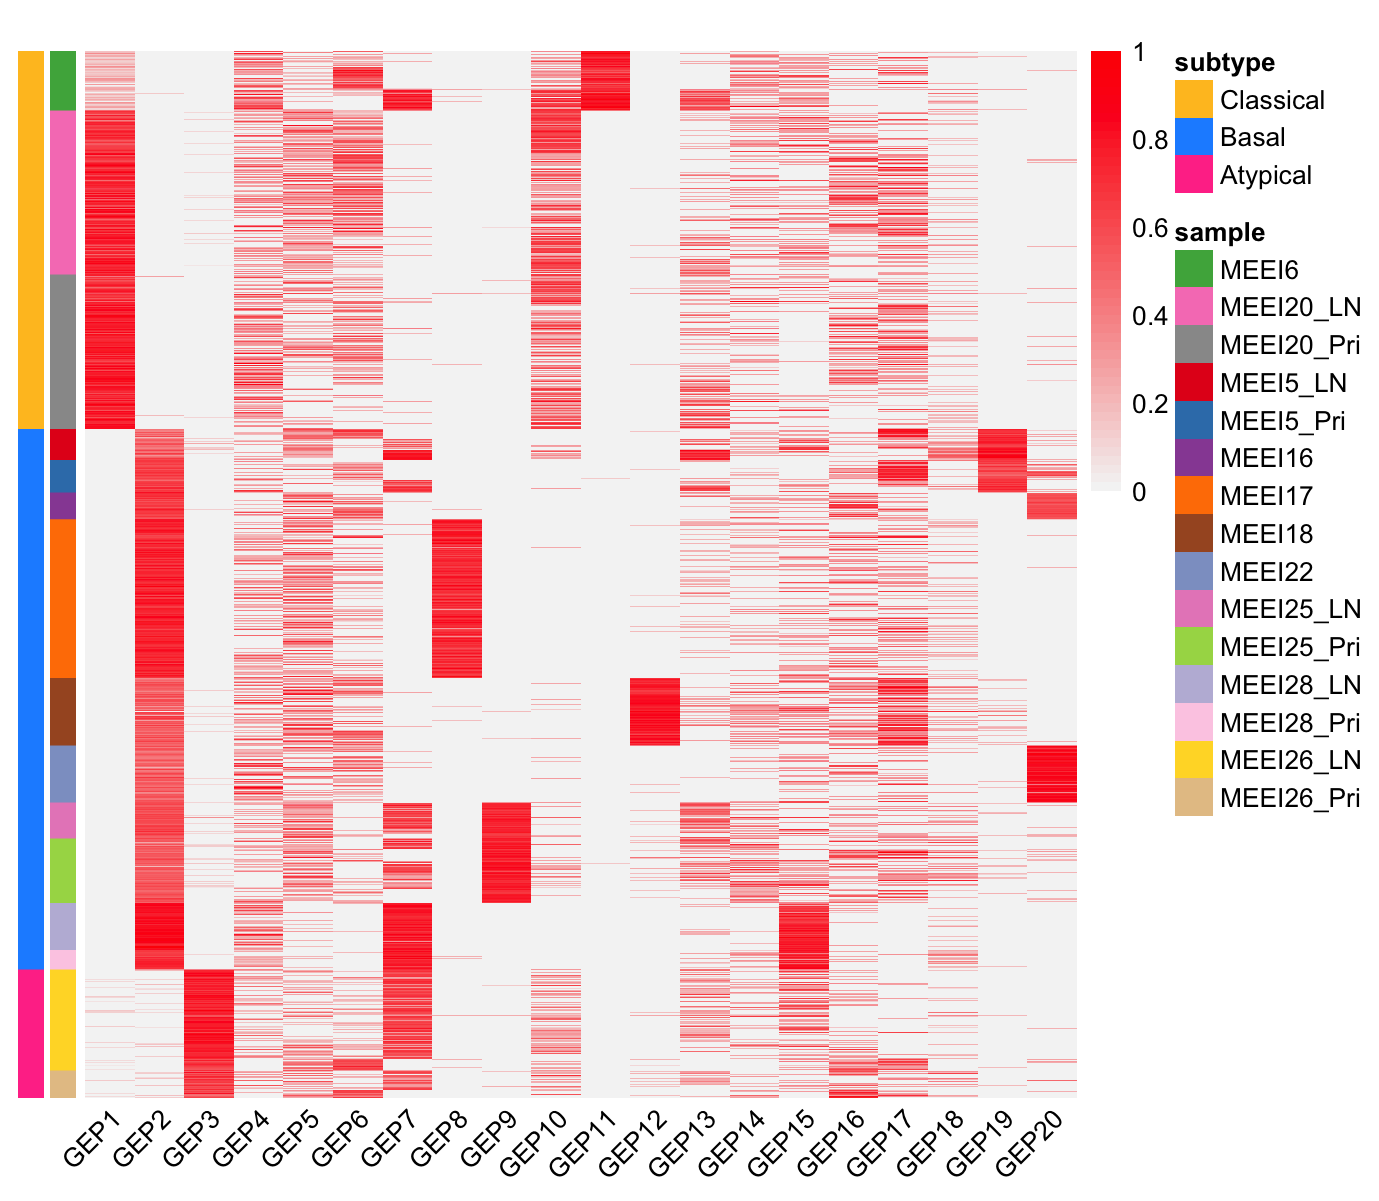 1
0.8
0.6
0.4
0.2
0
subtype
Classical
Basal
Atypical
sample
MEEI6
MEEI20_LN
MEEI20_Pri
MEEI5_LN
MEEI5_Pri
MEEI16
MEEI17
MEEI18
MEEI22
MEEI25_LN
MEEI25_Pri
MEEI28_LN
MEEI28_Pri
MEEI26_LN
MEEI26_Pri
GEP1
GEP2
GEP3
GEP4
GEP5
GEP6
GEP7
GEP8
GEP9
GEP10
GEP11
GEP12
GEP13
GEP14
GEP15
GEP16
GEP17
GEP18
GEP19
GEP20